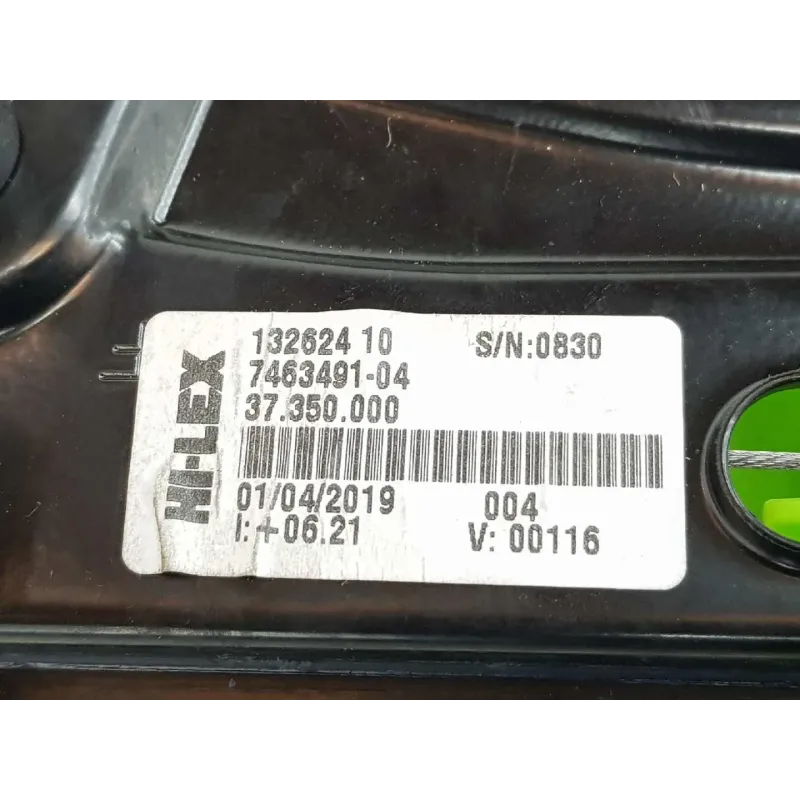 HI-LEX
132624 10 S/N:0830
7463491-04
37.350.000
01/04/2019 004
I:+06.21 V: 00116